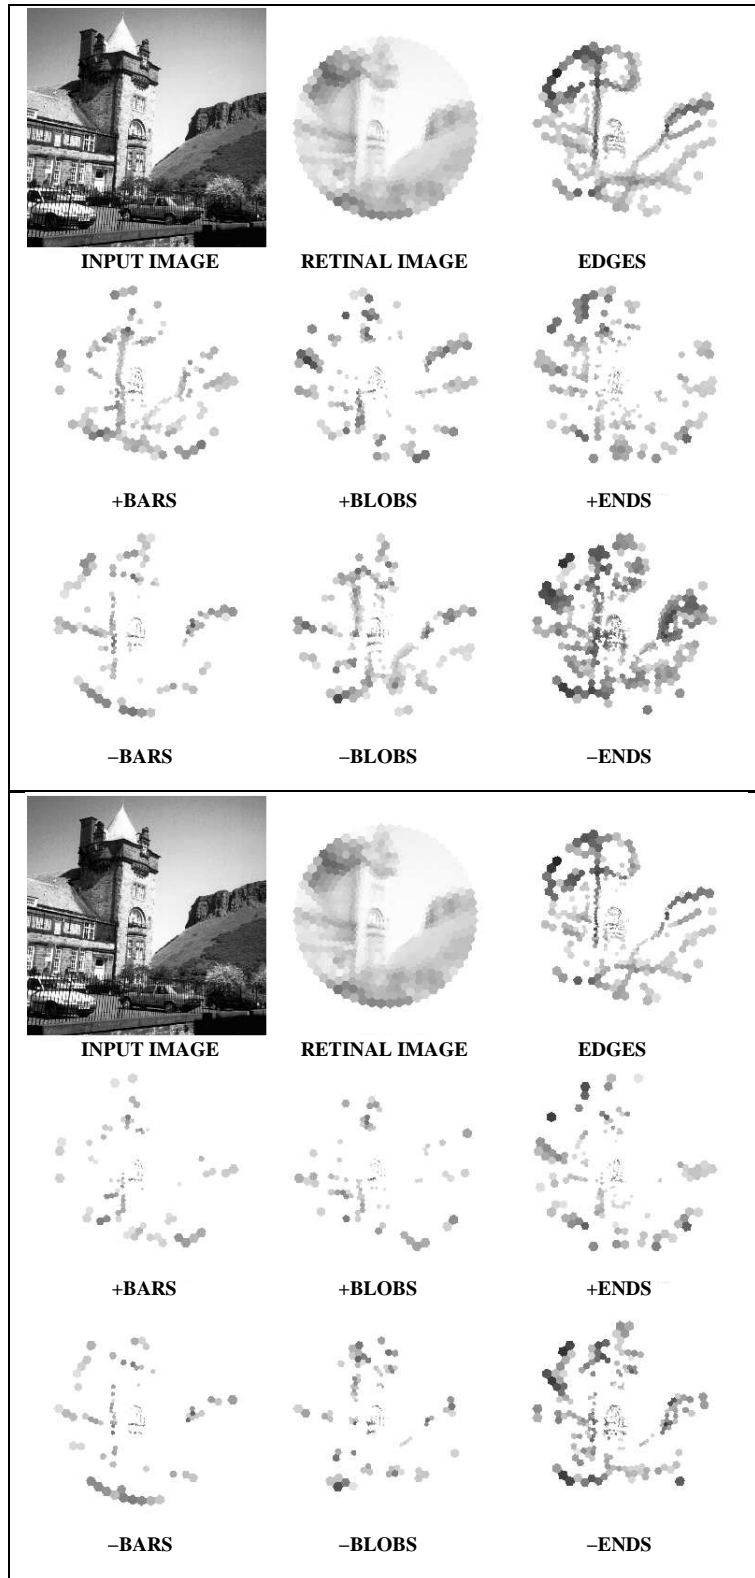 INPUT IMAGE RETINAL IMAGE EDGES
+BARS +BLOBS +ENDS
−BARS −BLOBS −ENDS
INPUT IMAGE RETINAL IMAGE EDGES
+BARS +BLOBS +ENDS
−BARS −BLOBS −ENDS